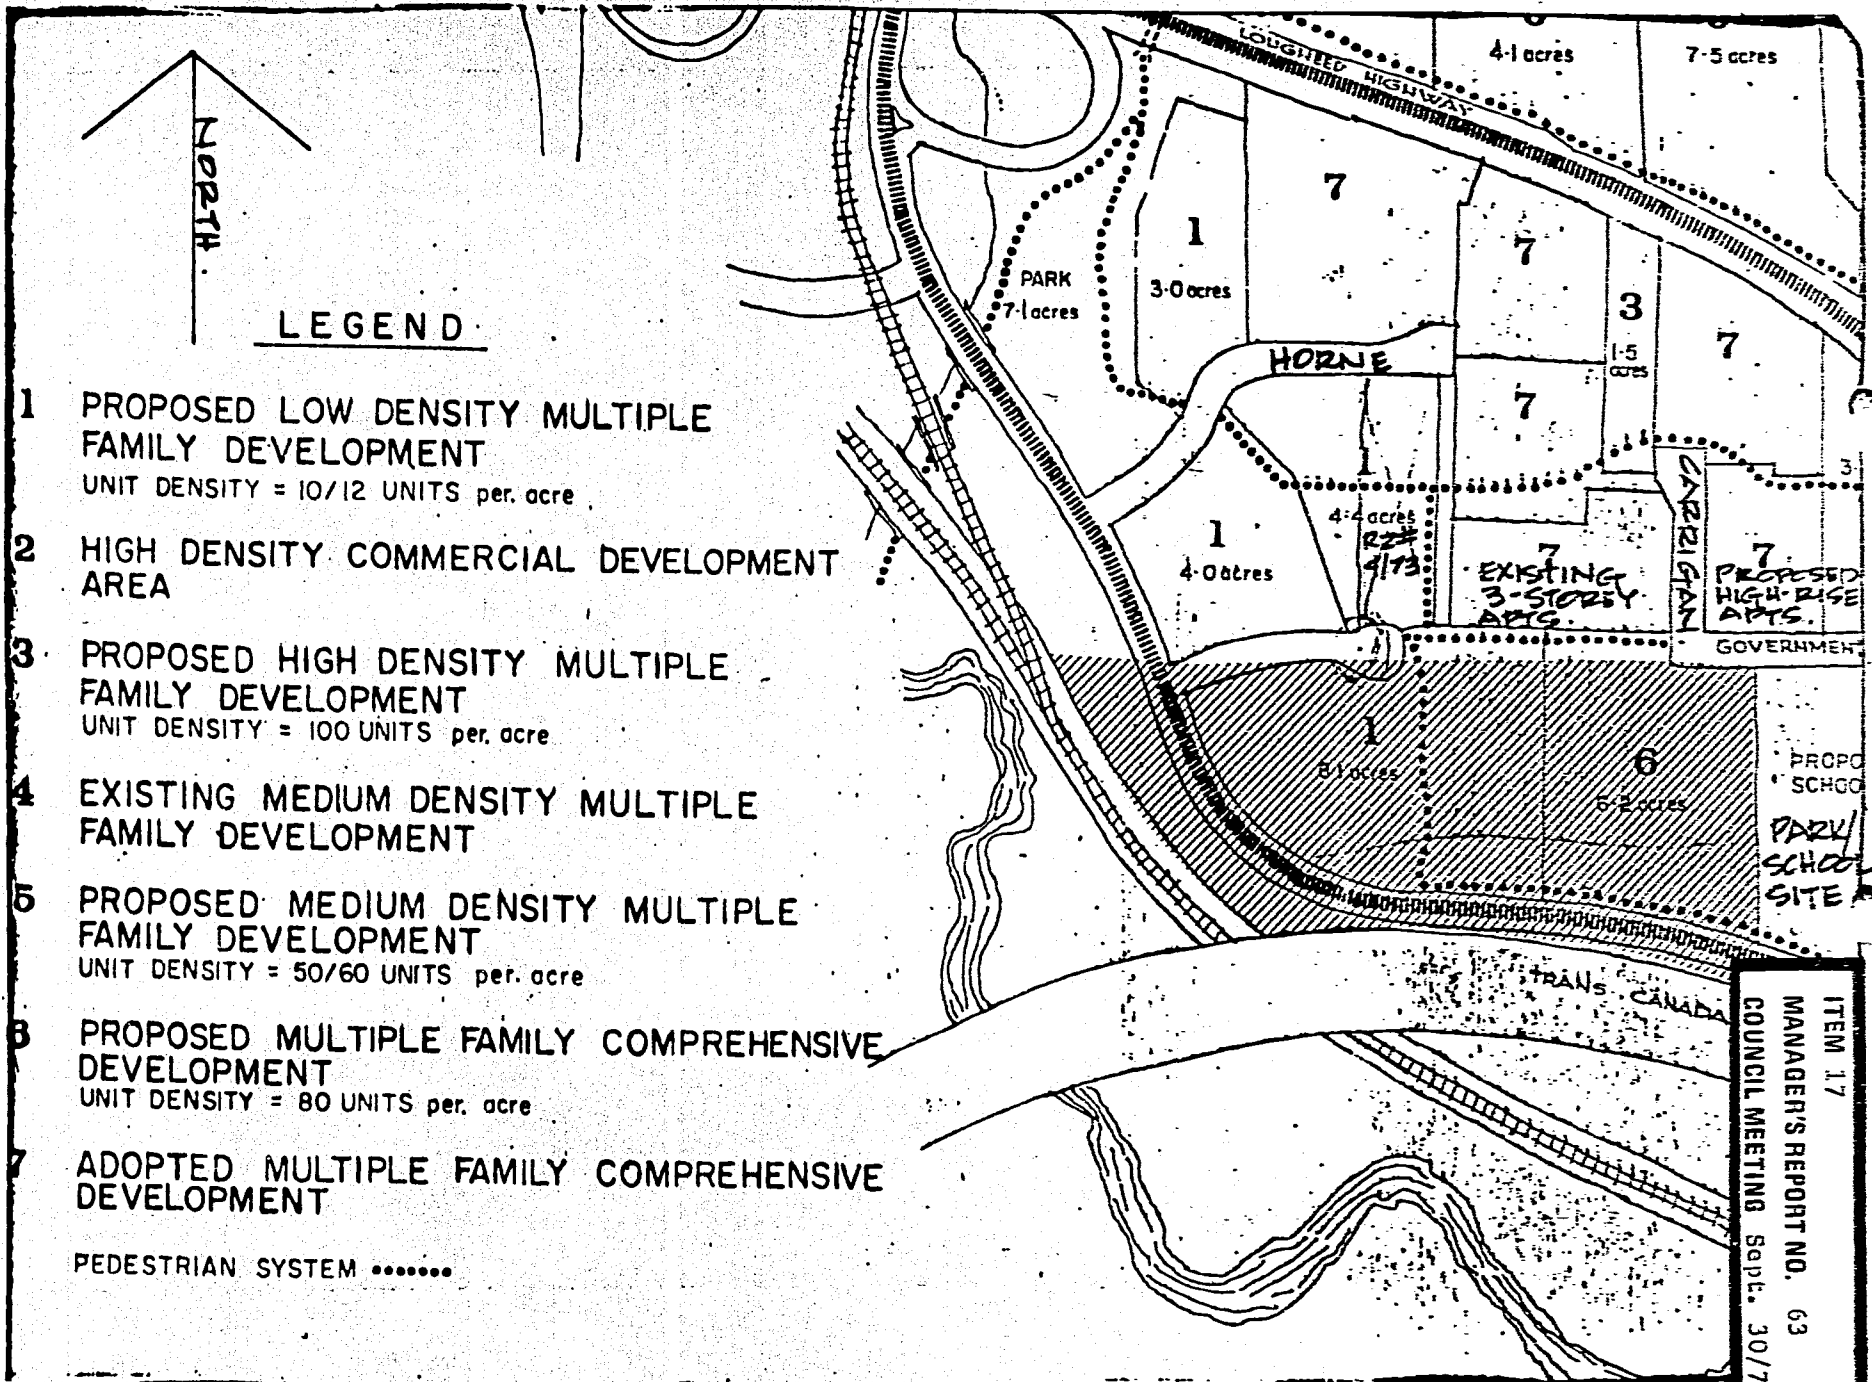 NORTH.
LEGEND
1 PROPOSED LOW DENSITY MULTIPLE
FAMILY DEVELOPMENT
UNIT DENSITY = 10/12 UNITS per. acre
2 HIGH DENSITY COMMERCIAL DEVELOPMENT
AREA
3 PROPOSED HIGH DENSITY MULTIPLE
FAMILY DEVELOPMENT
UNIT DENSITY = 100 UNITS per. acre
4 EXISTING MEDIUM DENSITY MULTIPLE
FAMILY DEVELOPMENT
5 PROPOSED MEDIUM DENSITY MULTIPLE
FAMILY DEVELOPMENT
UNIT DENSITY = 50/60 UNITS per. acre
6 PROPOSED MULTIPLE FAMILY COMPREHENSIVE
DEVELOPMENT
UNIT DENSITY = 80 UNITS per. acre
7 ADOPTED MULTIPLE FAMILY COMPREHENSIVE
DEVELOPMENT
PEDESTRIAN SYSTEM
LOUGHEED HIGHWAY
4·1 acres
7·5 acres
PARK
7·1 acres
1
3·0 acres
7
7
3
1·5
acres
7
HORNE
7
1
4·0 acres
1
4·4 acres
RZ#
4/73
7
EXISTING
3-STOREY
APTS.
CARRIGAN
7
PROPOSED
HIGH-RISE
APTS.
GOVERNMENT
1
8·1 acres
6
6·2 acres
PROPO
SCHOO
PARK/
SCHOOL
SITE
TRANS CANADA
ITEM 17
MANAGER'S REPORT NO. 63
COUNCIL MEETING Sept. 30/7